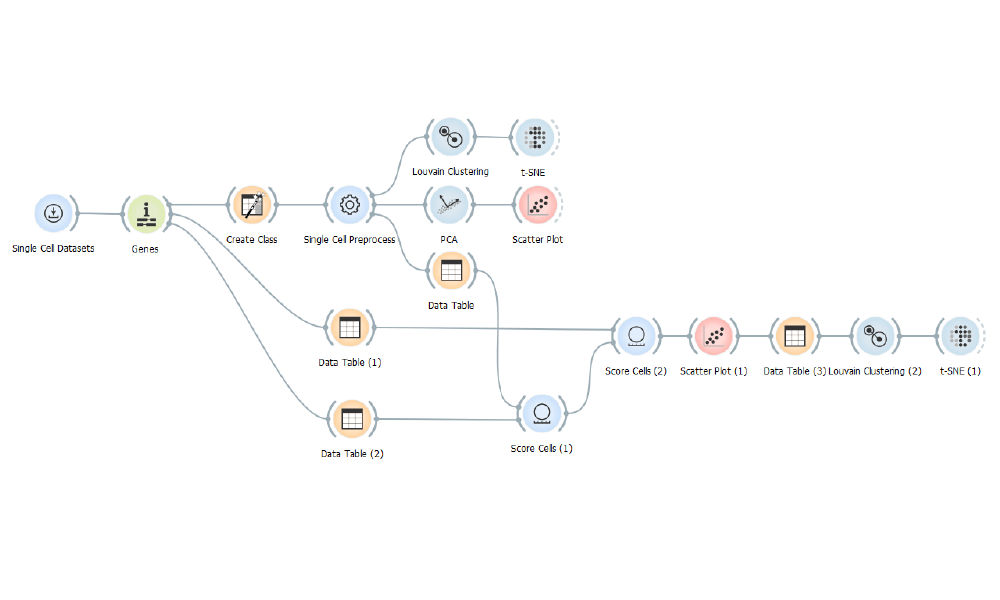 Louvain Clustering
t-SNE
Single Cell Datasets
Genes
Create Class
Single Cell Preprocess
PCA
Scatter Plot
Data Table
Data Table (1)
Score Cells (2)
Scatter Plot (1)
Data Table (3)
Louvain Clustering (2)
t-SNE (1)
Data Table (2)
Score Cells (1)